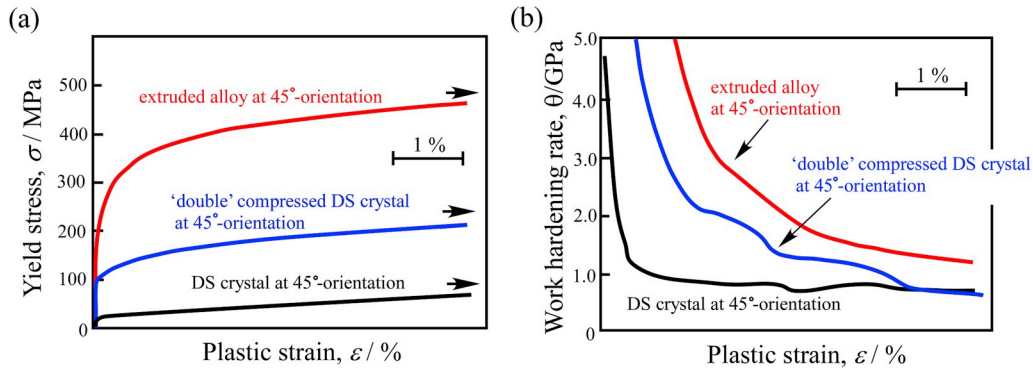 (a)
Yield stress, σ / MPa
500
400
300
200
100
0
extruded alloy at 45°-orientation
1 %
‘double’ compressed DS crystal
at 45°-orientation
DS crystal at 45°-orientation
Plastic strain, ε / %
(b)
Work hardening rate, θ/GPa
5.0
4.0
3.0
2.0
1.0
0
1 %
extruded alloy
at 45°-orientation
‘double’ compressed DS crystal
at 45°-orientation
DS crystal at 45°-orientation
Plastic strain, ε / %